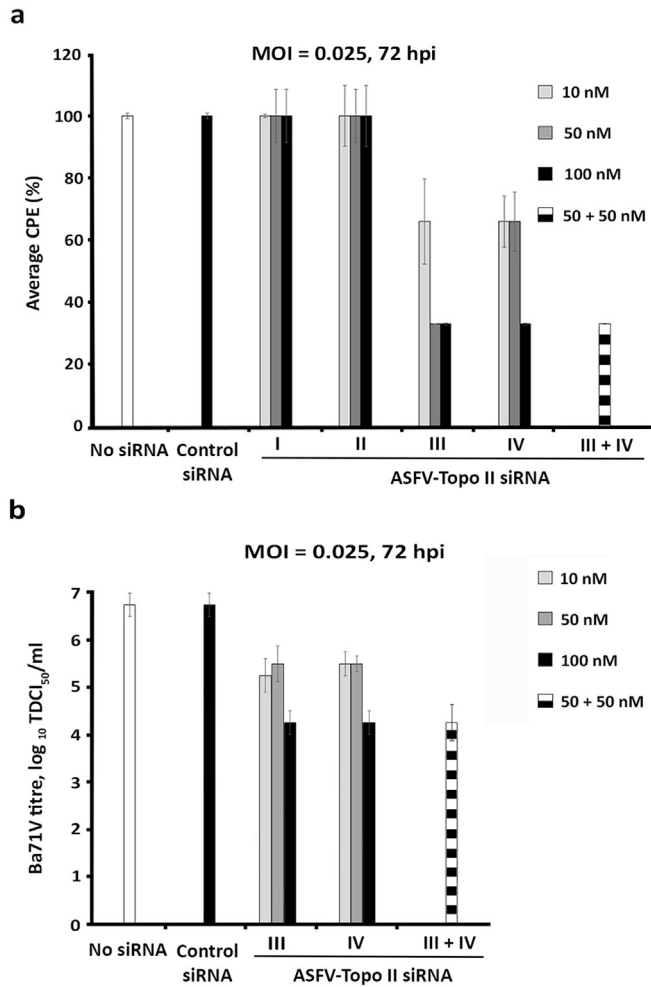 a
MOI = 0.025, 72 hpi
120
100
80
60
40
20
0
Average CPE (%)
10 nM
50 nM
100 nM
50 + 50 nM
No siRNA
Control
siRNA
I
II
III
IV
III + IV
ASFV-Topo II siRNA
b
MOI = 0.025, 72 hpi
7
6
5
4
3
2
1
0
Ba71V titre, log 10 TDCI50/ml
10 nM
50 nM
100 nM
50 + 50 nM
No siRNA
Control
siRNA
III
IV
III + IV
ASFV-Topo II siRNA